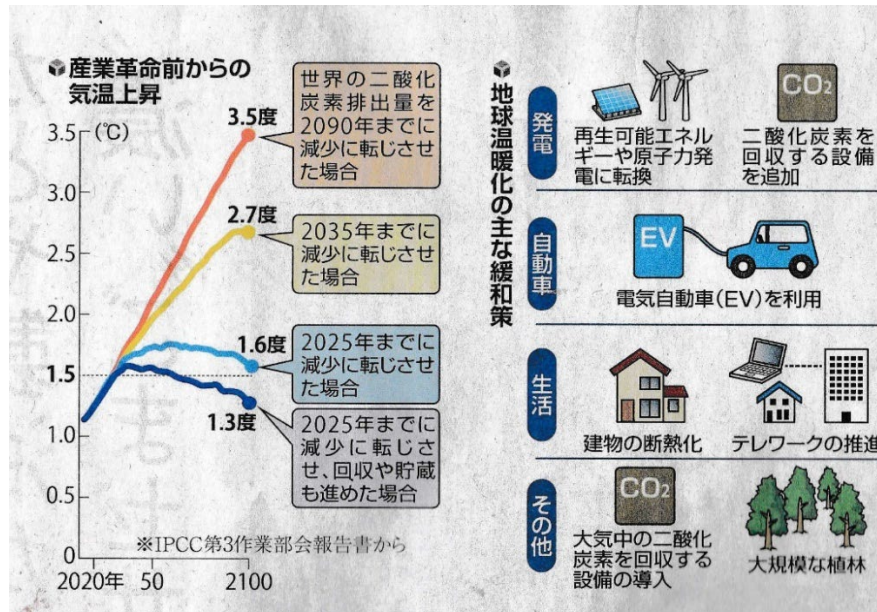 産業革命前からの
気温上昇
(℃)
3.5
3.0
2.5
2.0
1.5
1.0
0.5
0
2020年
50
2100
3.5度
世界の二酸化
炭素排出量を
2090年までに
減少に転じさせ
た場合
2.7度
2035年までに
減少に転じさせ
た場合
1.6度
2025年までに
減少に転じさせ
た場合
1.3度
2025年までに
減少に転じさ
せ、回収や貯蔵
も進めた場合
※IPCC第3作業部会報告書から
地球温暖化の主な緩和策
発電
再生可能エネル
ギーや原子力発
電に転換
CO2
二酸化炭素を
回収する設備
を追加
自動車
EV
電気自動車(EV)を利用
生活
建物の断熱化
テレワークの推進
その他
CO2
大気中の二酸化
炭素を回収する
設備の導入
大規模な植林